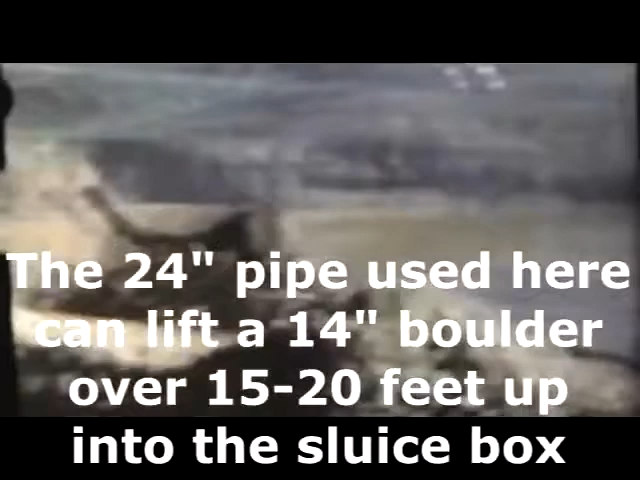 The 24" pipe used here
can lift a 14" boulder
over 15-20 feet up
into the sluice box